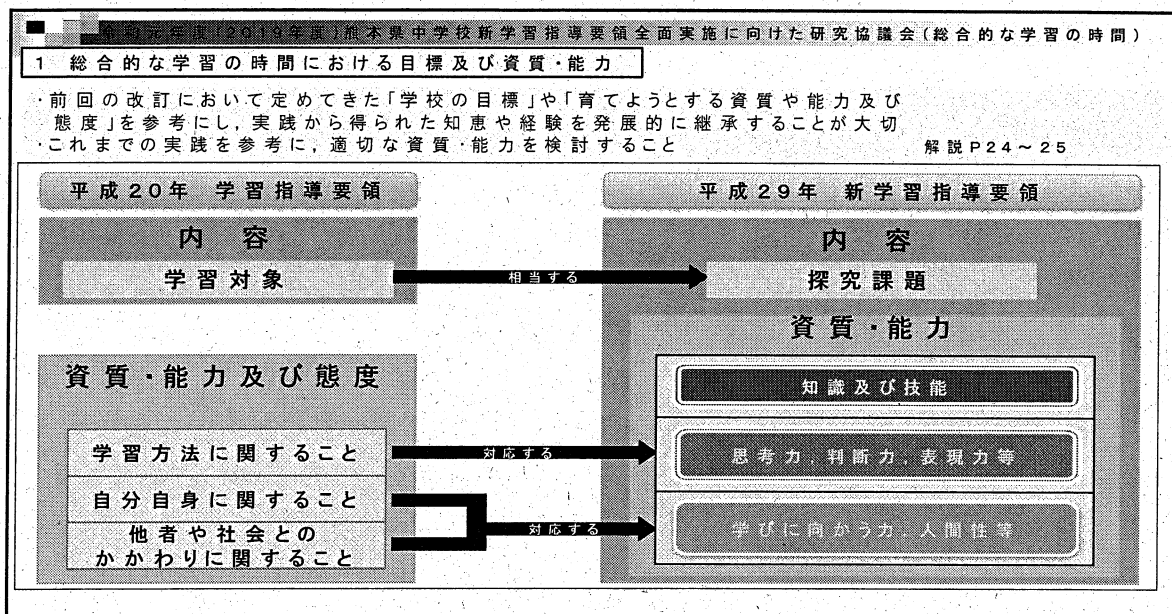 令和元年度(2019年度)熊本県中学校新学習指導要領全面実施に向けた研究協議会(総合的な学習の時間)
1 総合的な学習の時間における目標及び資質・能力
・前回の改訂において定めてきた「学校の目標」や「育てようとする資質や能力及び
態度」を参考にし,実践から得られた知恵や経験を発展的に継承することが大切
・これまでの実践を参考に,適切な資質・能力を検討すること
解説P24~25
平成20年 学習指導要領
平成29年 新学習指導要領
内 容
内 容
学習対象
相当する
探究課題
資質・能力
資質・能力及び態度
知識及び技能
学習方法に関すること
対応する
思考力,判断力,表現力等
自分自身に関すること
他者や社会との
かかわりに関すること
対応する
学びに向かう力,人間性等